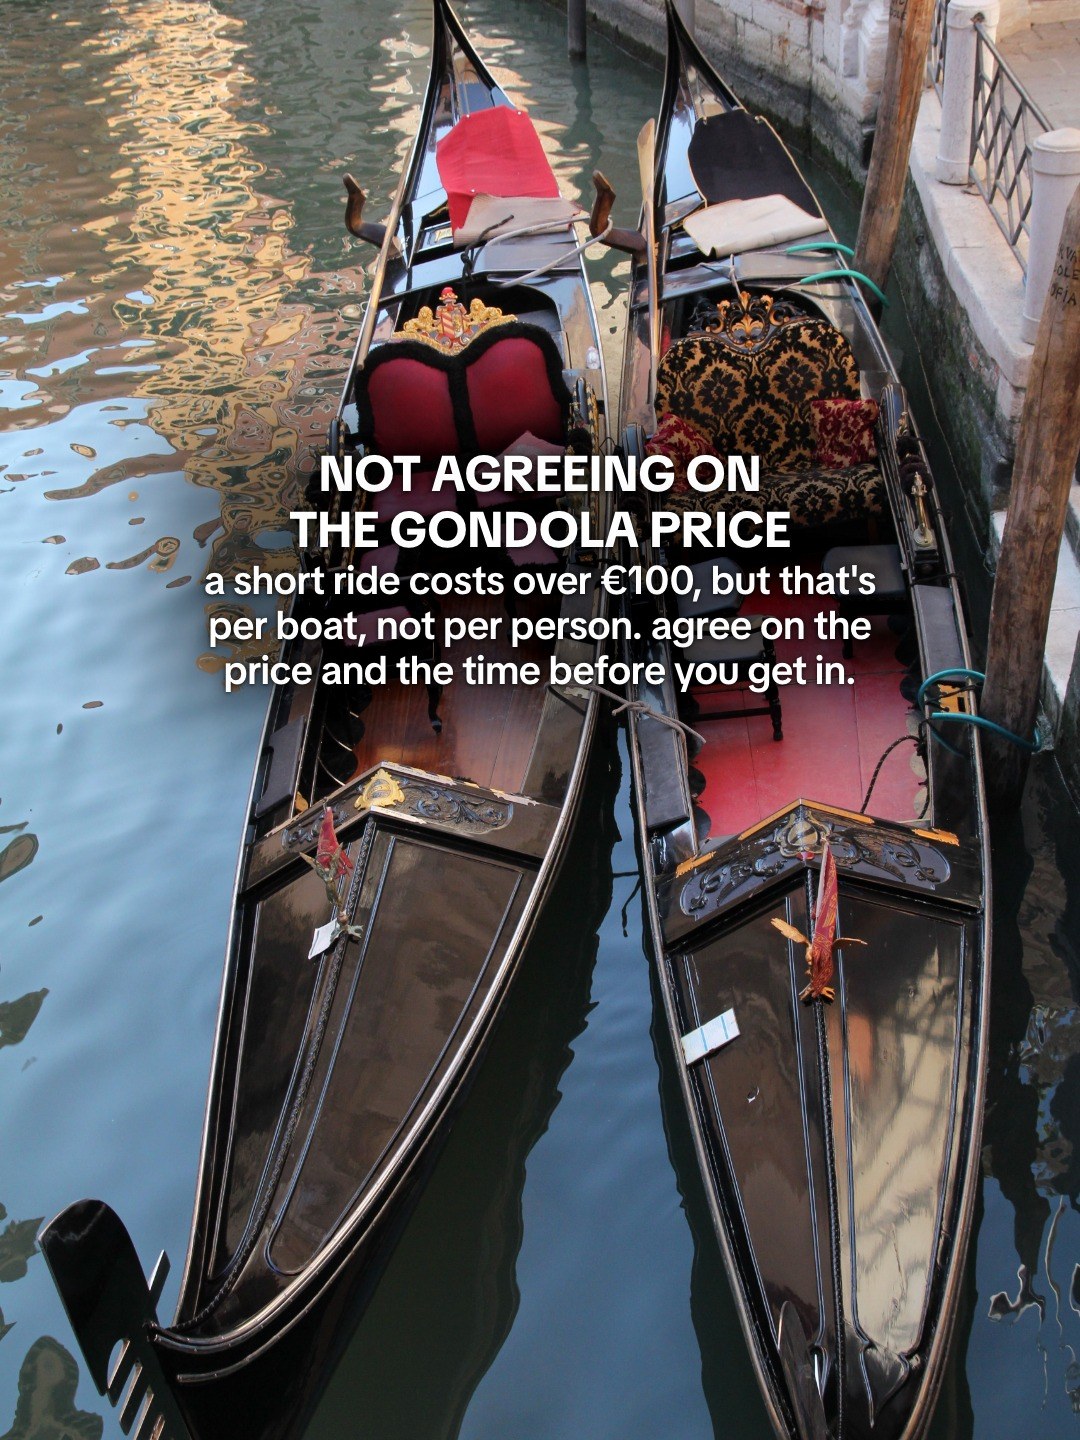 NOT AGREEING ON
THE GONDOLA PRICE
a short ride costs over €100, but that's
per boat, not per person. agree on the
price and the time before you get in.